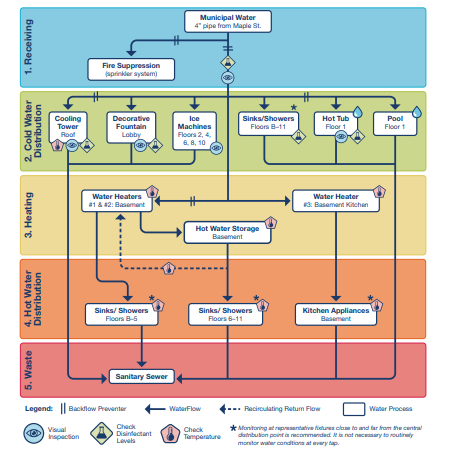 1. Receiving
Municipal Water
4" pipe from Maple St.
Fire Suppression
(sprinkler system)
2. Cold Water
Distribution
Cooling
Tower
Roof
Decorative
Fountain
Lobby
Ice
Machines
Floors 2, 4,
6, 8, 10
Sinks/Showers
Floors B–11
*
Hot Tub
Floor 1
Pool
Floor 1
3. Heating
Water Heaters
#1 & #2: Basement
Water Heater
#3: Basement Kitchen
Hot Water Storage
Basement
4. Hot Water
Distribution
Sinks/ Showers
Floors B–5
*
Sinks/ Showers
Floors 6–11
*
Kitchen Appliances
Basement
*
5. Waste
Sanitary Sewer
Legend:
Backflow Preventer
WaterFlow
Recirculating Return Flow
Water Process
Visual
Inspection
Check
Disinfectant
Levels
Check
Temperature
* Monitoring at representative fixtures close to and far from the central
distribution point is recommended. It is not necessary to routinely
monitor water conditions at every tap.